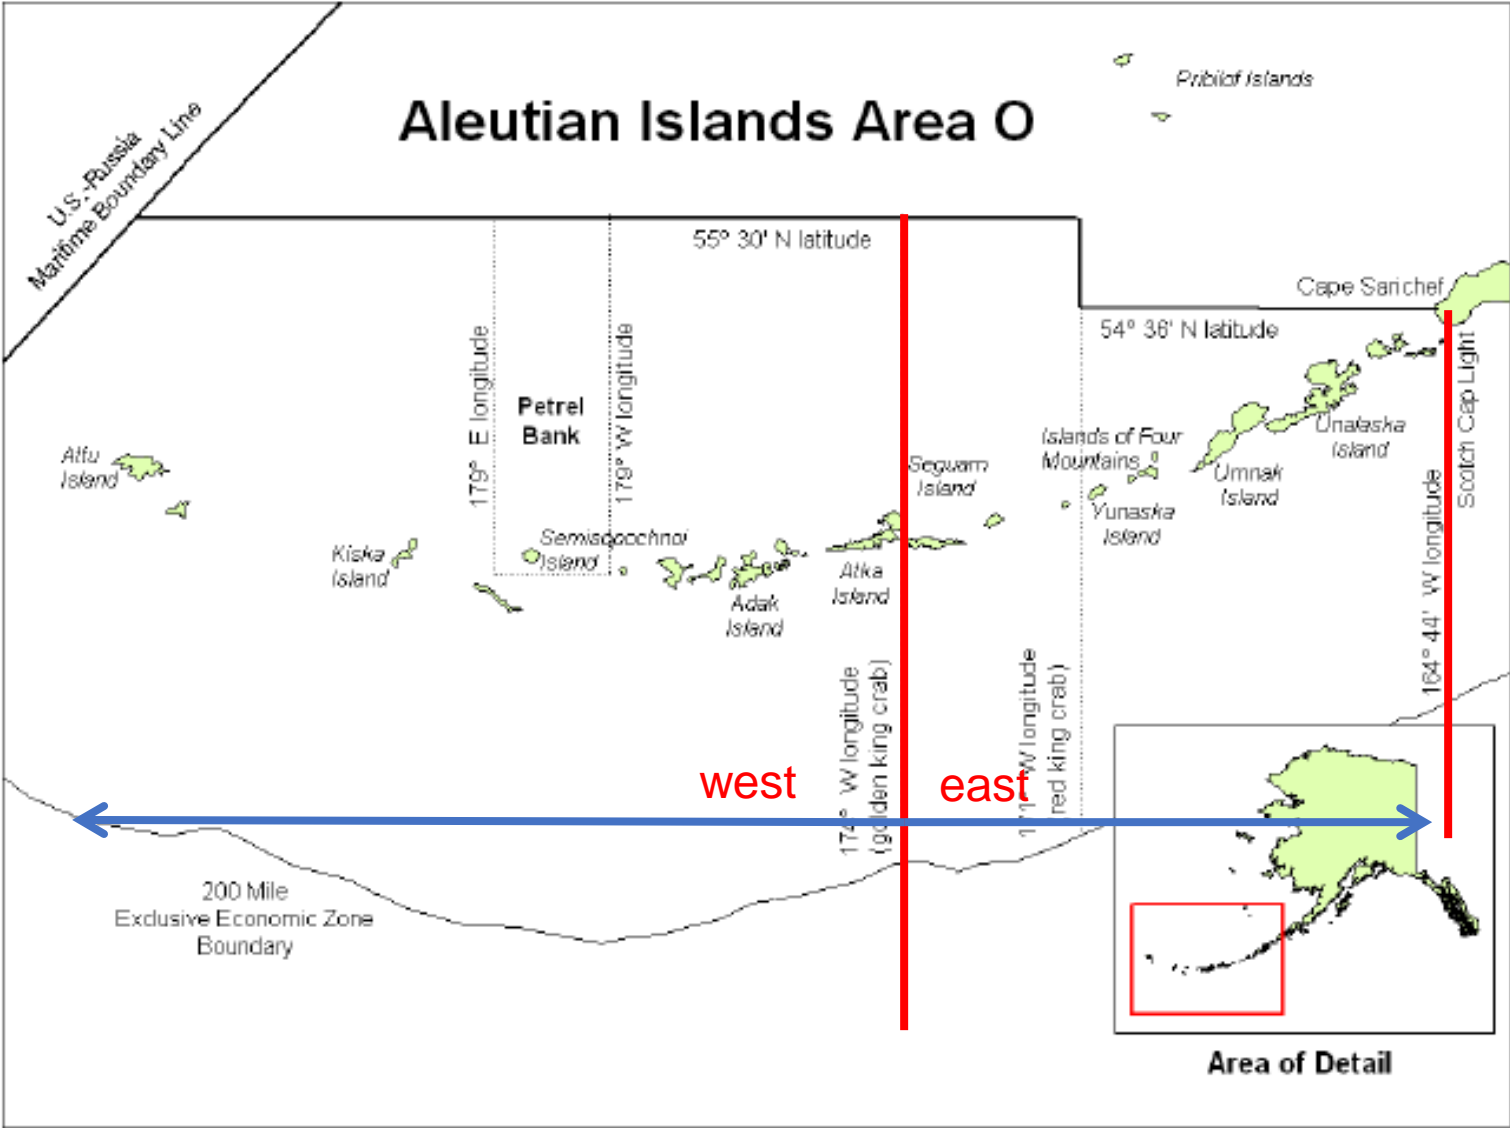 Pribilof Islands
Aleutian Islands Area O
U.S.-Russia
Maritime Boundary Line
55° 30' N latitude
Cape Sarichef
54° 36' N latitude
179° E longitude
179° W longitude
Petrel
Bank
Scotch Cap Light
164° 44' W longitude
Attu
Island
Kiska
Island
Semisopochnoi
Island
Adak
Island
Atka
Island
Seguam
Island
Islands of Four
Mountains
Yunaska
Island
Umnak
Island
Unalaska
Island
174° W longitude
(golden king crab)
171° W longitude
(red king crab)
west
east
200 Mile
Exclusive Economic Zone
Boundary
Area of Detail